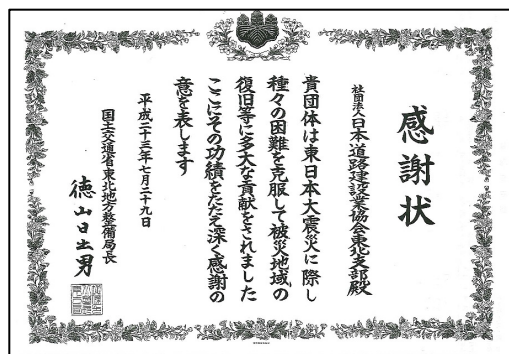 感謝状
社団法人日本道路建設業協会東北支部殿
貴団体は東日本大震災に際し
種々の困難を克服して被災地域の
復旧等に多大な貢献をされました
ここにその功績をたたえ深く感謝の
意を表します
平成二十三年七月二十九日
国土交通省東北地方整備局長
徳山日出男